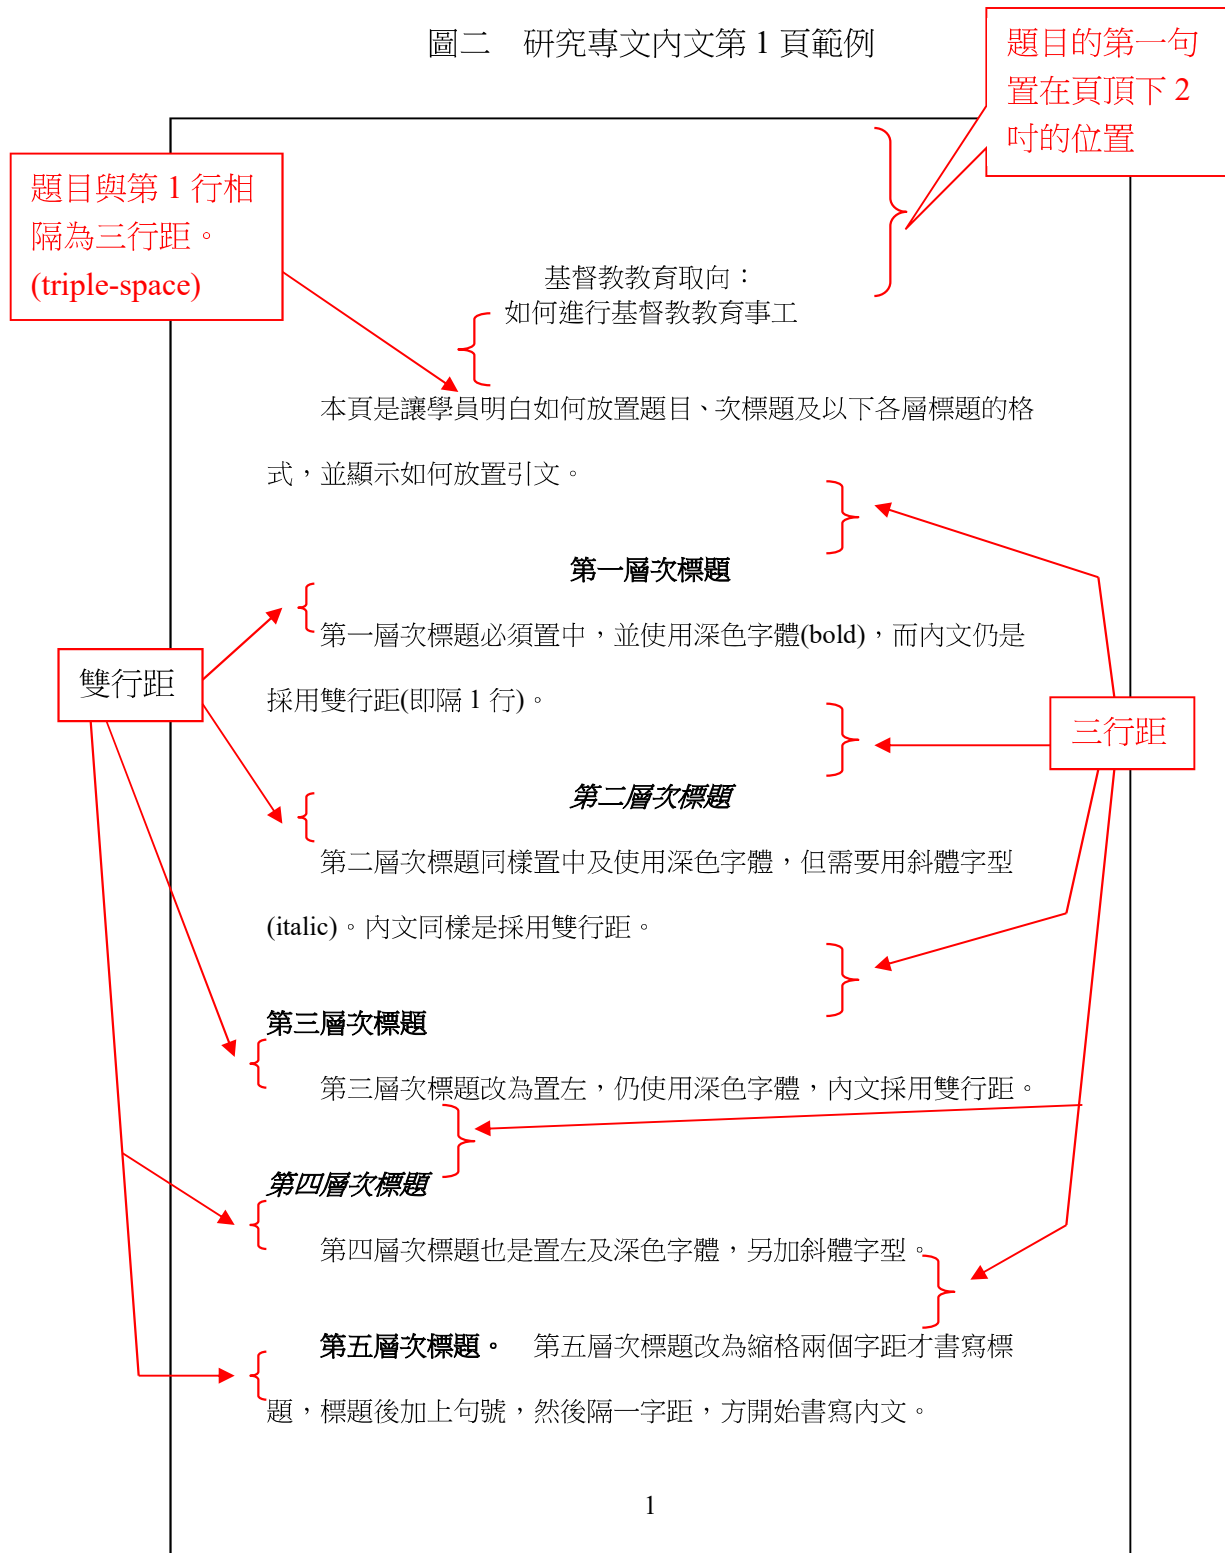 圖二　研究專文內文第 1 頁範例
題目的第一句
置在頁頂下 2
吋的位置
題目與第 1 行相
隔為三行距。
(triple-space)
基督教教育取向：
如何進行基督教教育事工
本頁是讓學員明白如何放置題目、次標題及以下各層標題的格
式，並顯示如何放置引文。
第一層次標題
第一層次標題必須置中，並使用深色字體(bold)，而內文仍是
雙行距
採用雙行距(即隔 1 行)。
三行距
第二層次標題
第二層次標題同樣置中及使用深色字體，但需要用斜體字型
(italic)。內文同樣是採用雙行距。
第三層次標題
第三層次標題改為置左，仍使用深色字體，內文採用雙行距。
第四層次標題
第四層次標題也是置左及深色字體，另加斜體字型。
第五層次標題。　第五層次標題改為縮格兩個字距才書寫標
題，標題後加上句號，然後隔一字距，方開始書寫內文。
1